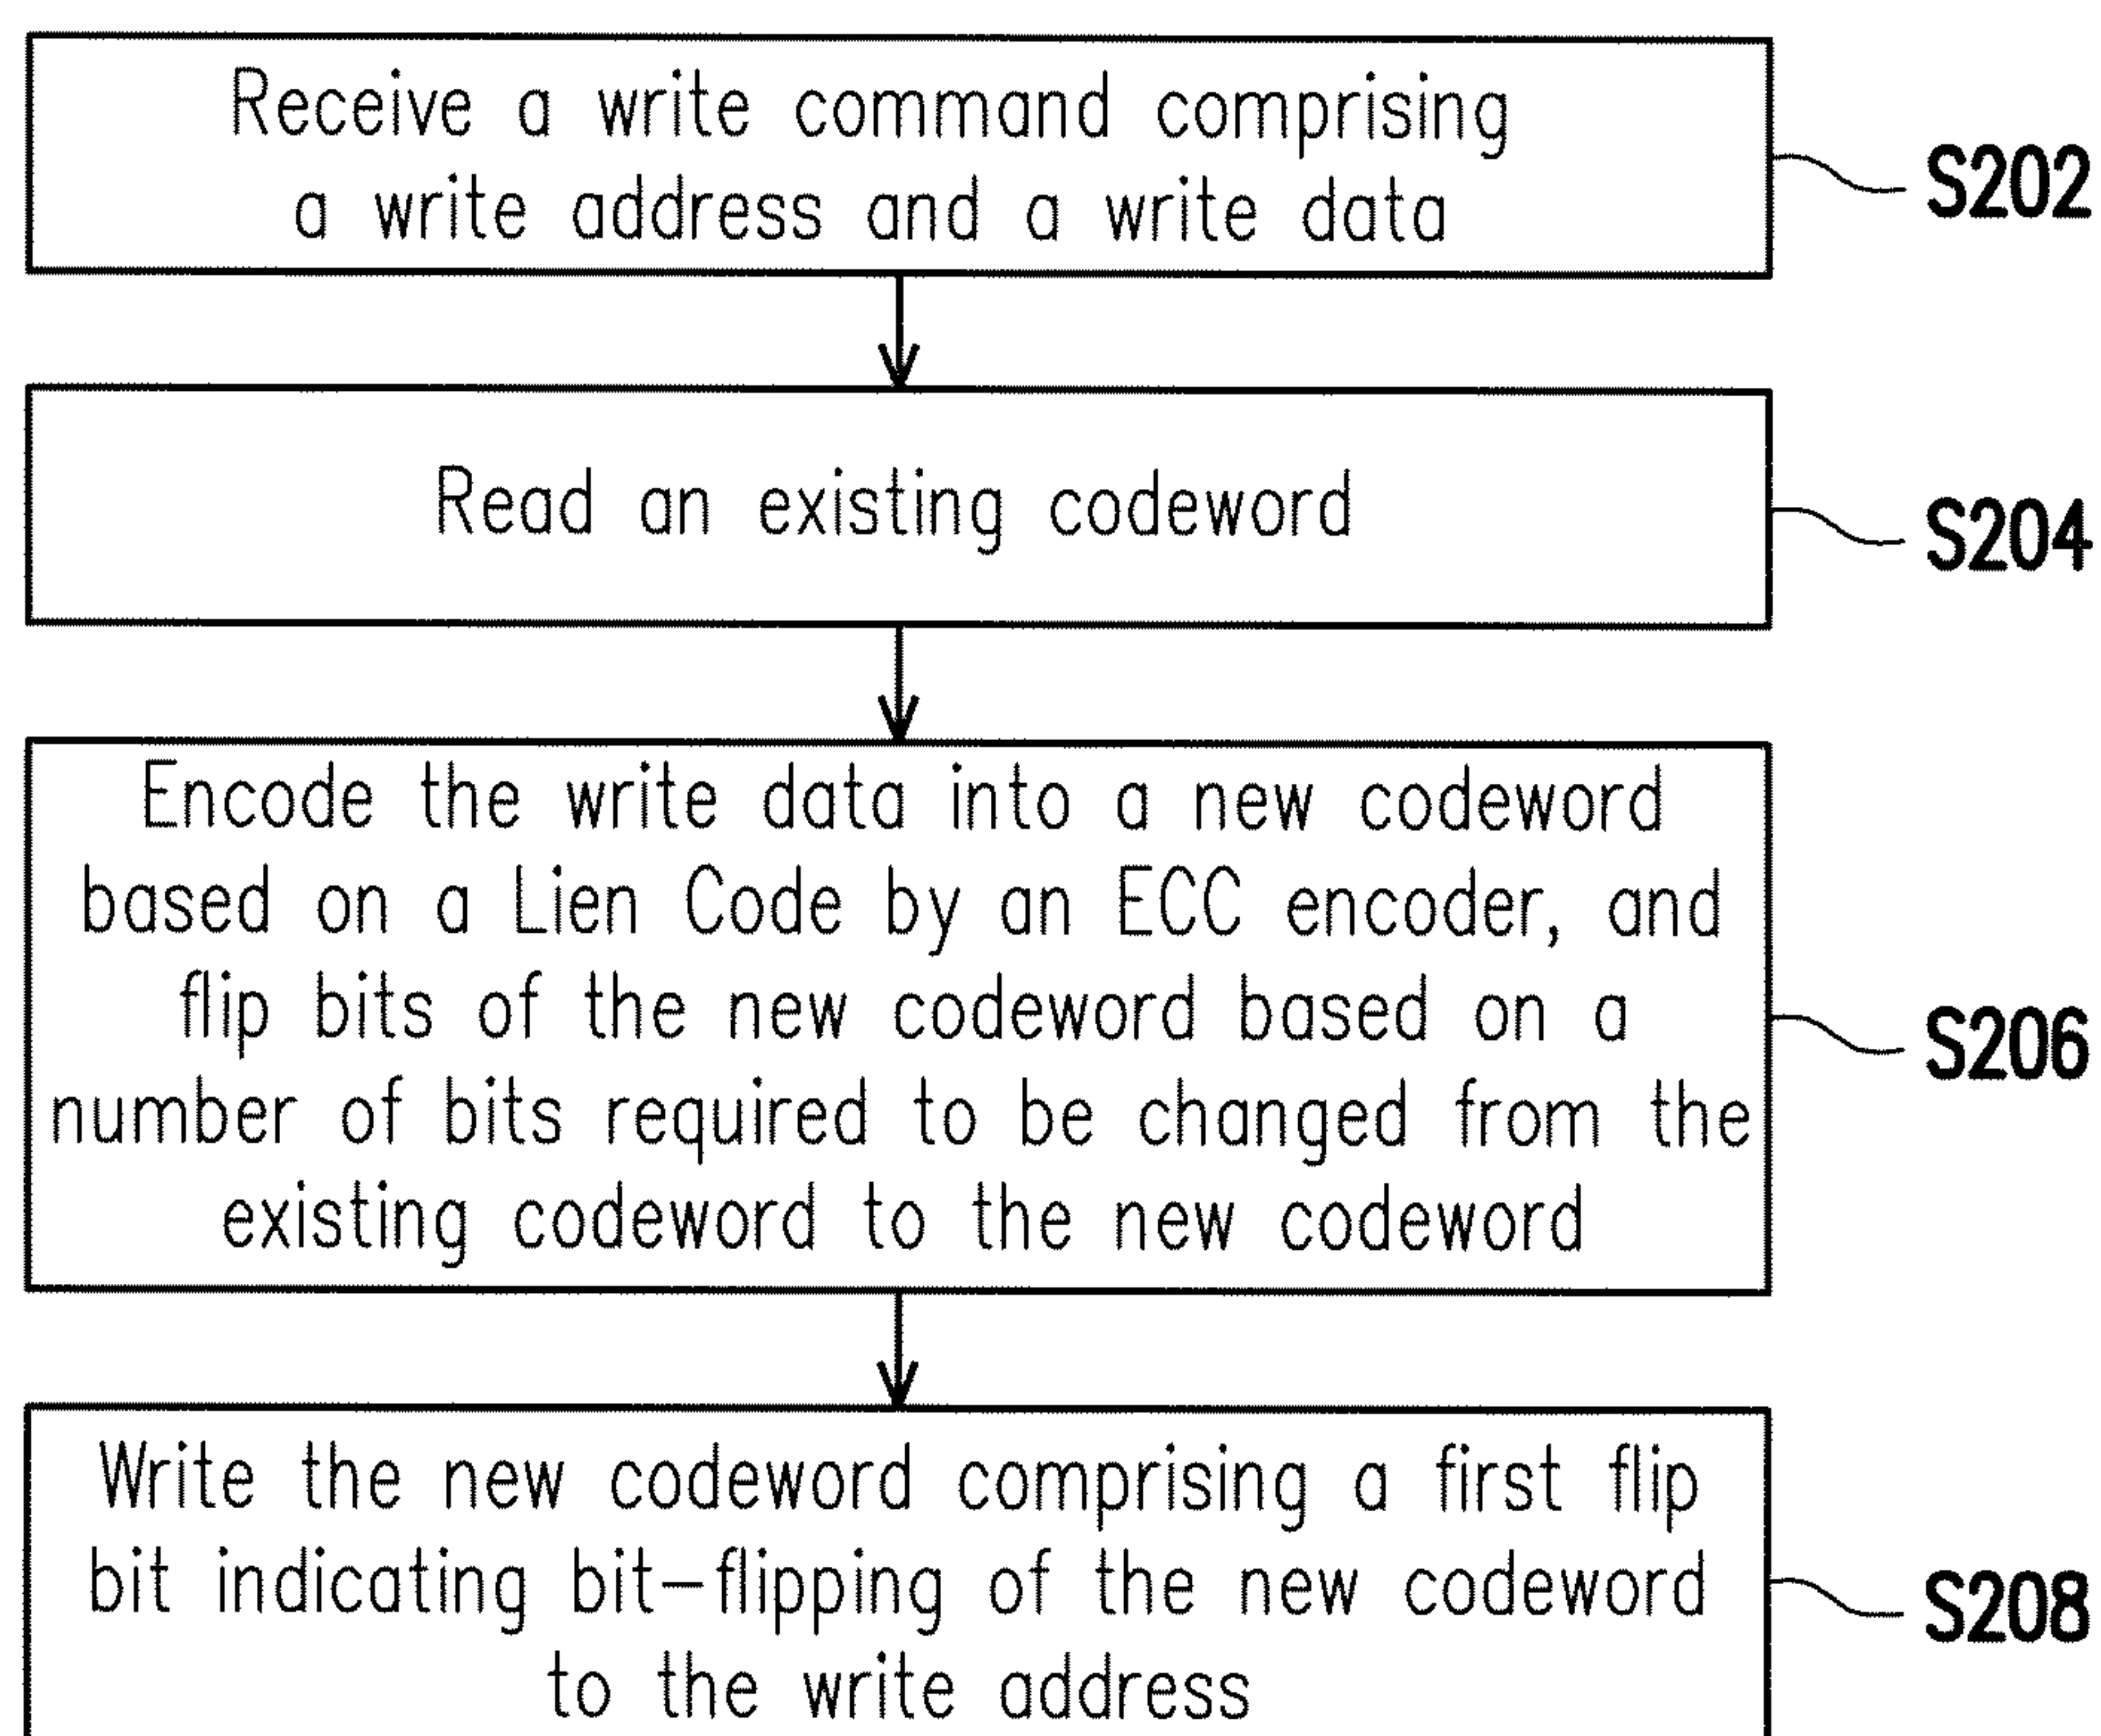 Receive a write command comprising
a write address and a write data
S202
Read an existing codeword
S204
Encode the write data into a new codeword
based on a Lien Code by an ECC encoder, and
flip bits of the new codeword based on a
number of bits required to be changed from the
existing codeword to the new codeword
S206
Write the new codeword comprising a first flip
bit indicating bit-flipping of the new codeword
to the write address
S208